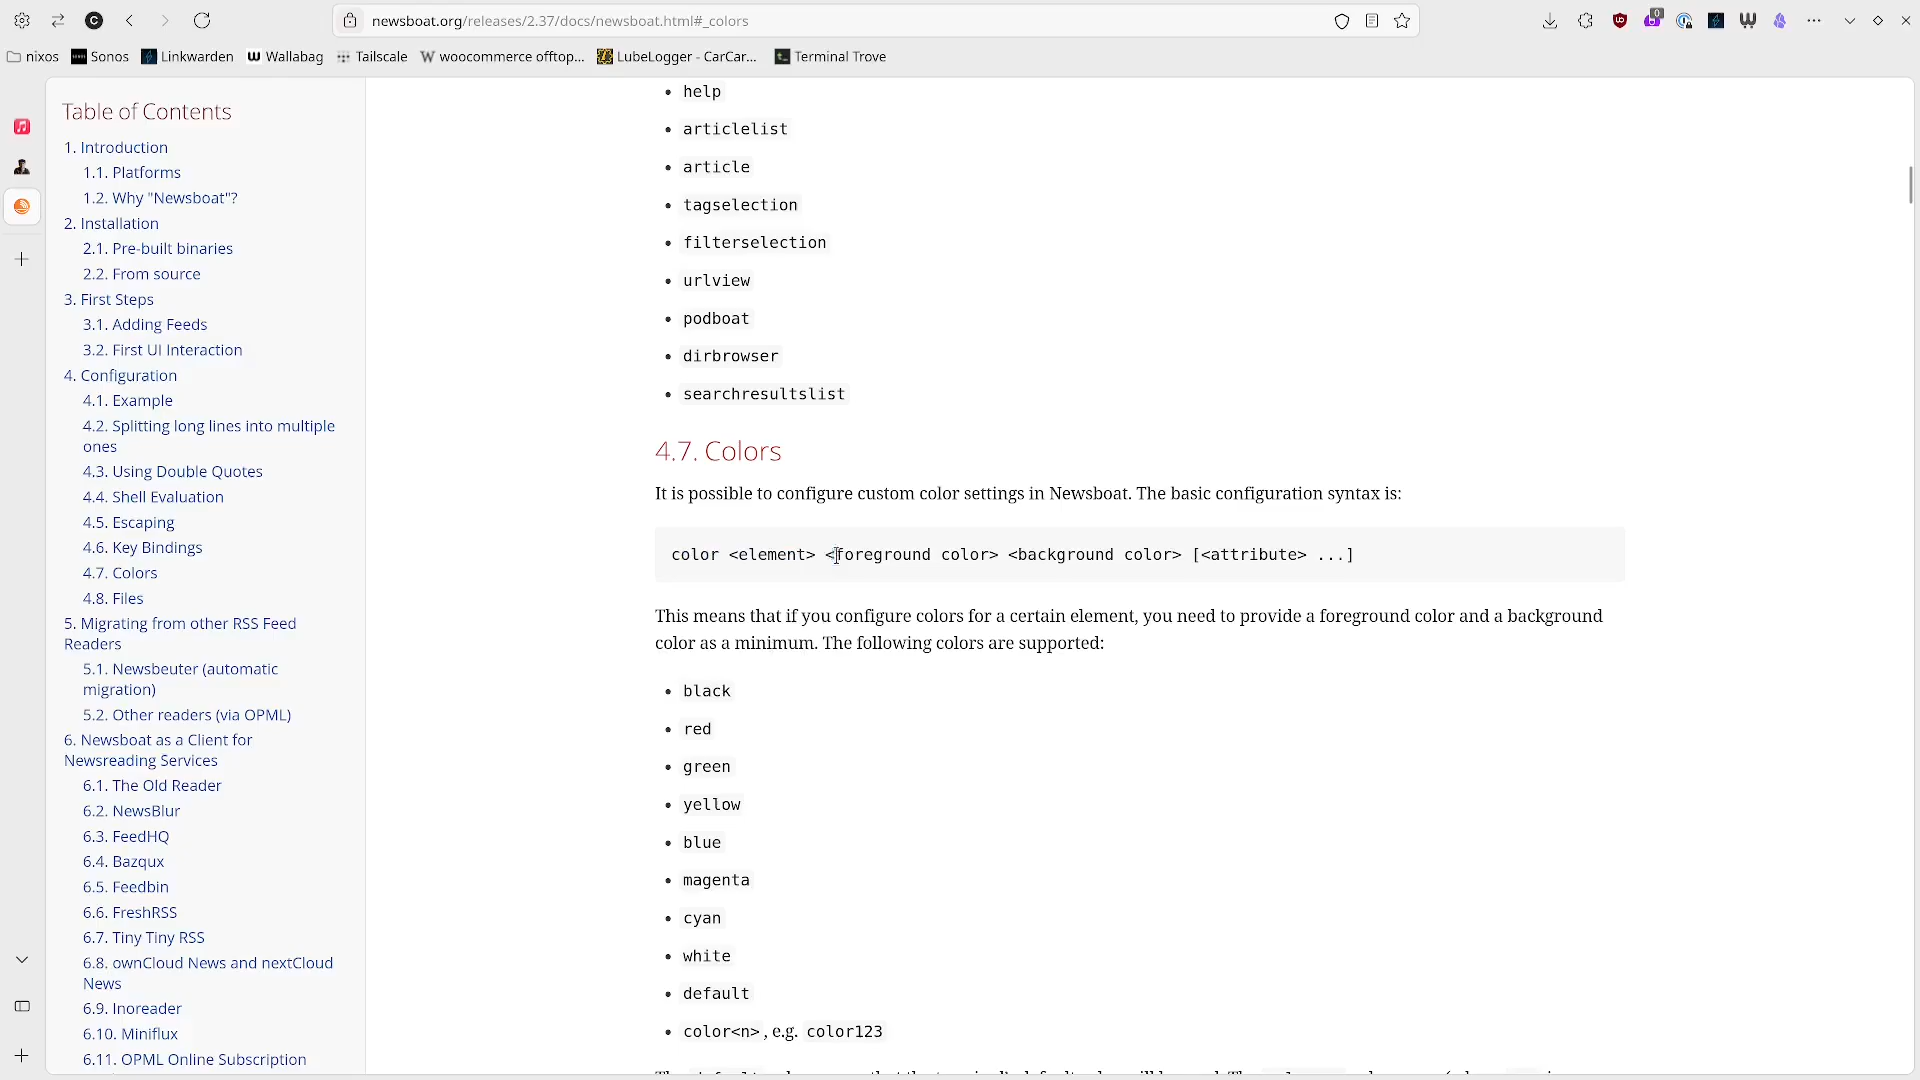 newsboat.org/releases/2.37/docs/newsboat.html#_colors
0
nixos
Sonos
Linkwarden
Wallabag
Tailscale
woocommerce offtop...
LubeLogger - CarCar...
Terminal Trove
Table of Contents
1. Introduction
1.1. Platforms
1.2. Why "Newsboat"?
2. Installation
2.1. Pre-built binaries
2.2. From source
3. First Steps
3.1. Adding Feeds
3.2. First UI Interaction
4. Configuration
4.1. Example
4.2. Splitting long lines into multiple
ones
4.3. Using Double Quotes
4.4. Shell Evaluation
4.5. Escaping
4.6. Key Bindings
4.7. Colors
4.8. Files
5. Migrating from other RSS Feed
Readers
5.1. Newsbeuter (automatic
migration)
5.2. Other readers (via OPML)
6. Newsboat as a Client for
Newsreading Services
6.1. The Old Reader
6.2. NewsBlur
6.3. FeedHQ
6.4. Bazqux
6.5. Feedbin
6.6. FreshRSS
6.7. Tiny Tiny RSS
6.8. ownCloud News and nextCloud
News
6.9. Inoreader
6.10. Miniflux
6.11. OPML Online Subscription
help
articlelist
article
tagselection
filterselection
urlview
podboat
dirbrowser
searchresultslist
4.7. Colors
It is possible to configure custom color settings in Newsboat. The basic configuration syntax is:
color <element> <foreground color> <background color> [<attribute> ...]
This means that if you configure colors for a certain element, you need to provide a foreground color and a background
color as a minimum. The following colors are supported:
black
red
green
yellow
blue
magenta
cyan
white
default
color<n>, e.g. color123